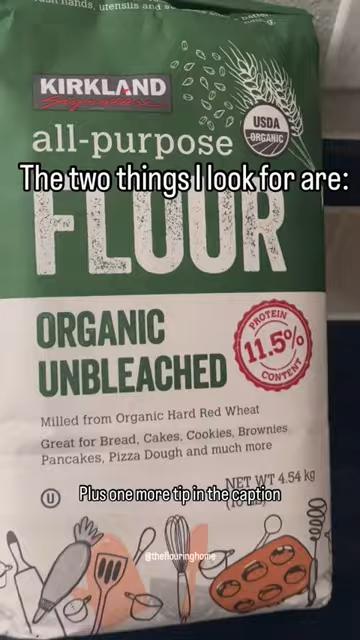 hands, utensils and
KIRKLAND
Signature
all-purpose
USDA
ORGANIC
The two things I look for are:
FLOUR
ORGANIC
UNBLEACHED
PROTEIN
11.5%
CONTENT
Milled from Organic Hard Red Wheat
Great for Bread, Cakes, Cookies, Brownies
Pancakes, Pizza Dough and much more
NET WT 4.54 kg
Plus one more tip in the caption
U
@theflouringhome